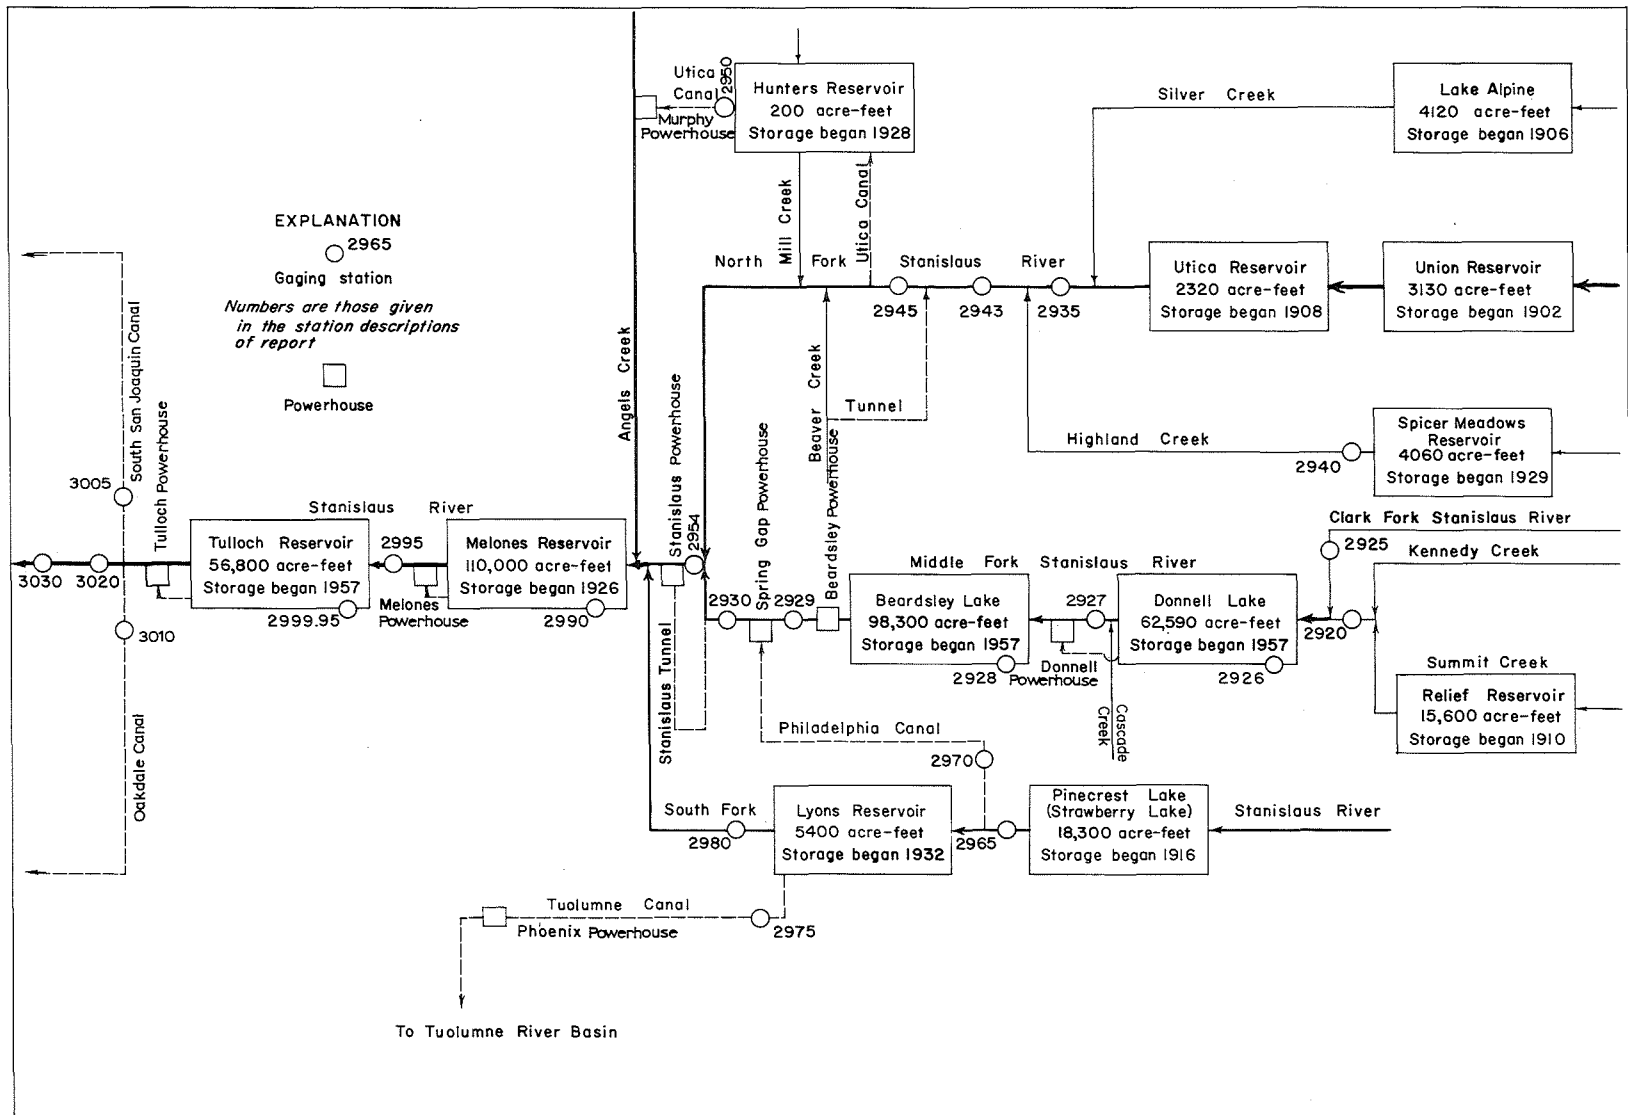 Utica
Canal
2950
Murphy
Powerhouse
Hunters Reservoir
200 acre-feet
Storage began 1928
Silver Creek
Lake Alpine
4120 acre-feet
Storage began 1906
Mill Creek
Utica Canal
EXPLANATION
2965
Gaging station
Numbers are those given
in the station descriptions
of report
Powerhouse
North Fork Stanislaus River
2945
2943
2935
Utica Reservoir
2320 acre-feet
Storage began 1908
Union Reservoir
3130 acre-feet
Storage began 1902
Angels Creek
Beaver Creek
Tunnel
Highland Creek
2940
Spicer Meadows
Reservoir
4060 acre-feet
Storage began 1929
South San Joaquin Canal
3005
Tulloch Powerhouse
Stanislaus River
Stanislaus Powerhouse
2954
Spring Gap Powerhouse
Beardsley Powerhouse
Clark Fork Stanislaus River
2925
Kennedy Creek
3030
3020
Tulloch Reservoir
56,800 acre-feet
Storage began 1957
2999.95
2995
Melones
Powerhouse
Melones Reservoir
110,000 acre-feet
Storage began 1926
2990
Middle Fork Stanislaus River
2930
2929
Beardsley Lake
98,300 acre-feet
Storage began 1957
2928
2927
Donnell
Powerhouse
Donnell Lake
62,590 acre-feet
Storage began 1957
2926
2920
3010
Oakdale Canal
Stanislaus Tunnel
Cascade
Creek
Summit Creek
Relief Reservoir
15,600 acre-feet
Storage began 1910
Philadelphia Canal
2970
South Fork
2980
Lyons Reservoir
5400 acre-feet
Storage began 1932
2965
Pinecrest Lake
(Strawberry Lake)
18,300 acre-feet
Storage began 1916
Stanislaus River
Tuolumne Canal
Phoenix Powerhouse
2975
To Tuolumne River Basin